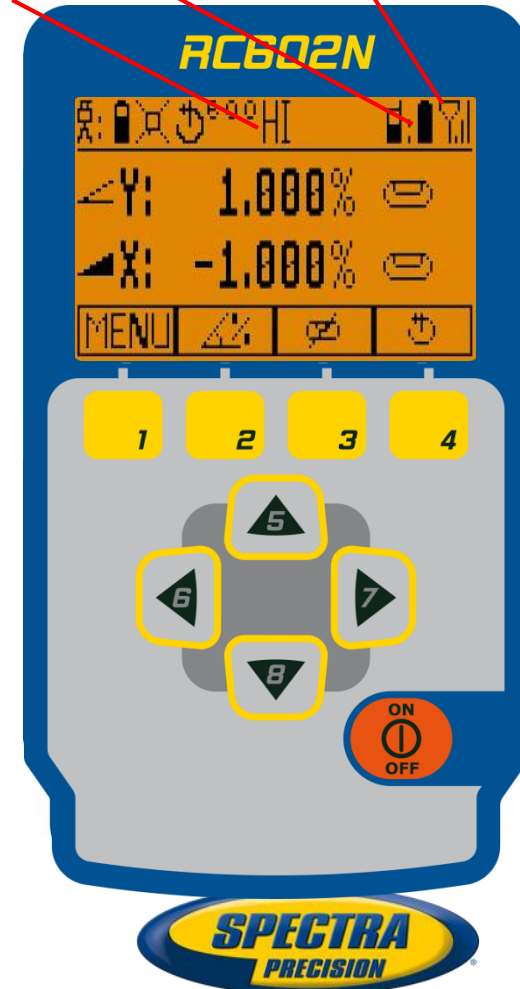 RC602N
600 HI
Y: 1.000%
X: -1.000%
MENU
1 2 3 4
5
6 7
8
ON
OFF
SPECTRA
PRECISION
®